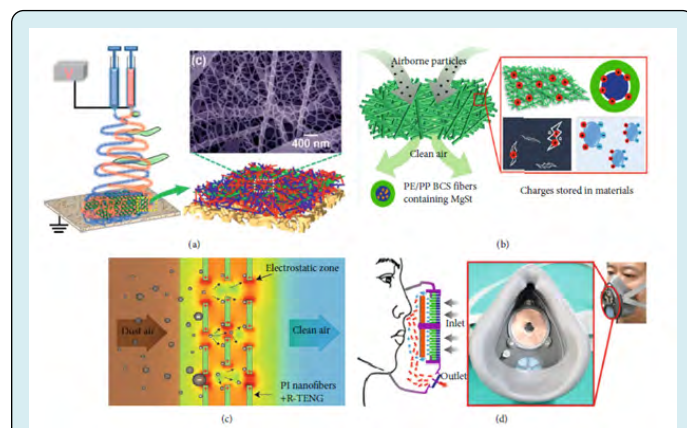 (c)
400 nm
(a)
Airborne particles
Clean air
PE/PP BCS fibers
containing MgSt
Charges stored in materials
(b)
Electrostatic zone
Dust air
Clean air
PI nanofibers
+R-TENG
(c)
Inlet
Outlet
(d)